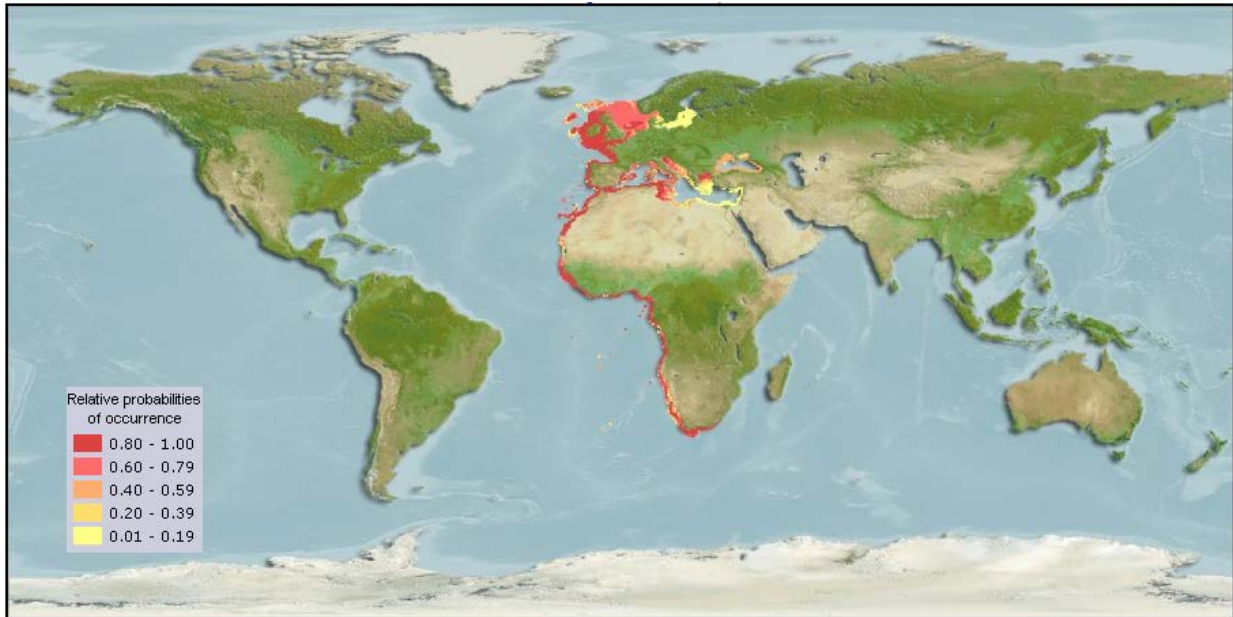 Relative probabilities
of occurrence
0.80 - 1.00
0.60 - 0.79
0.40 - 0.59
0.20 - 0.39
0.01 - 0.19